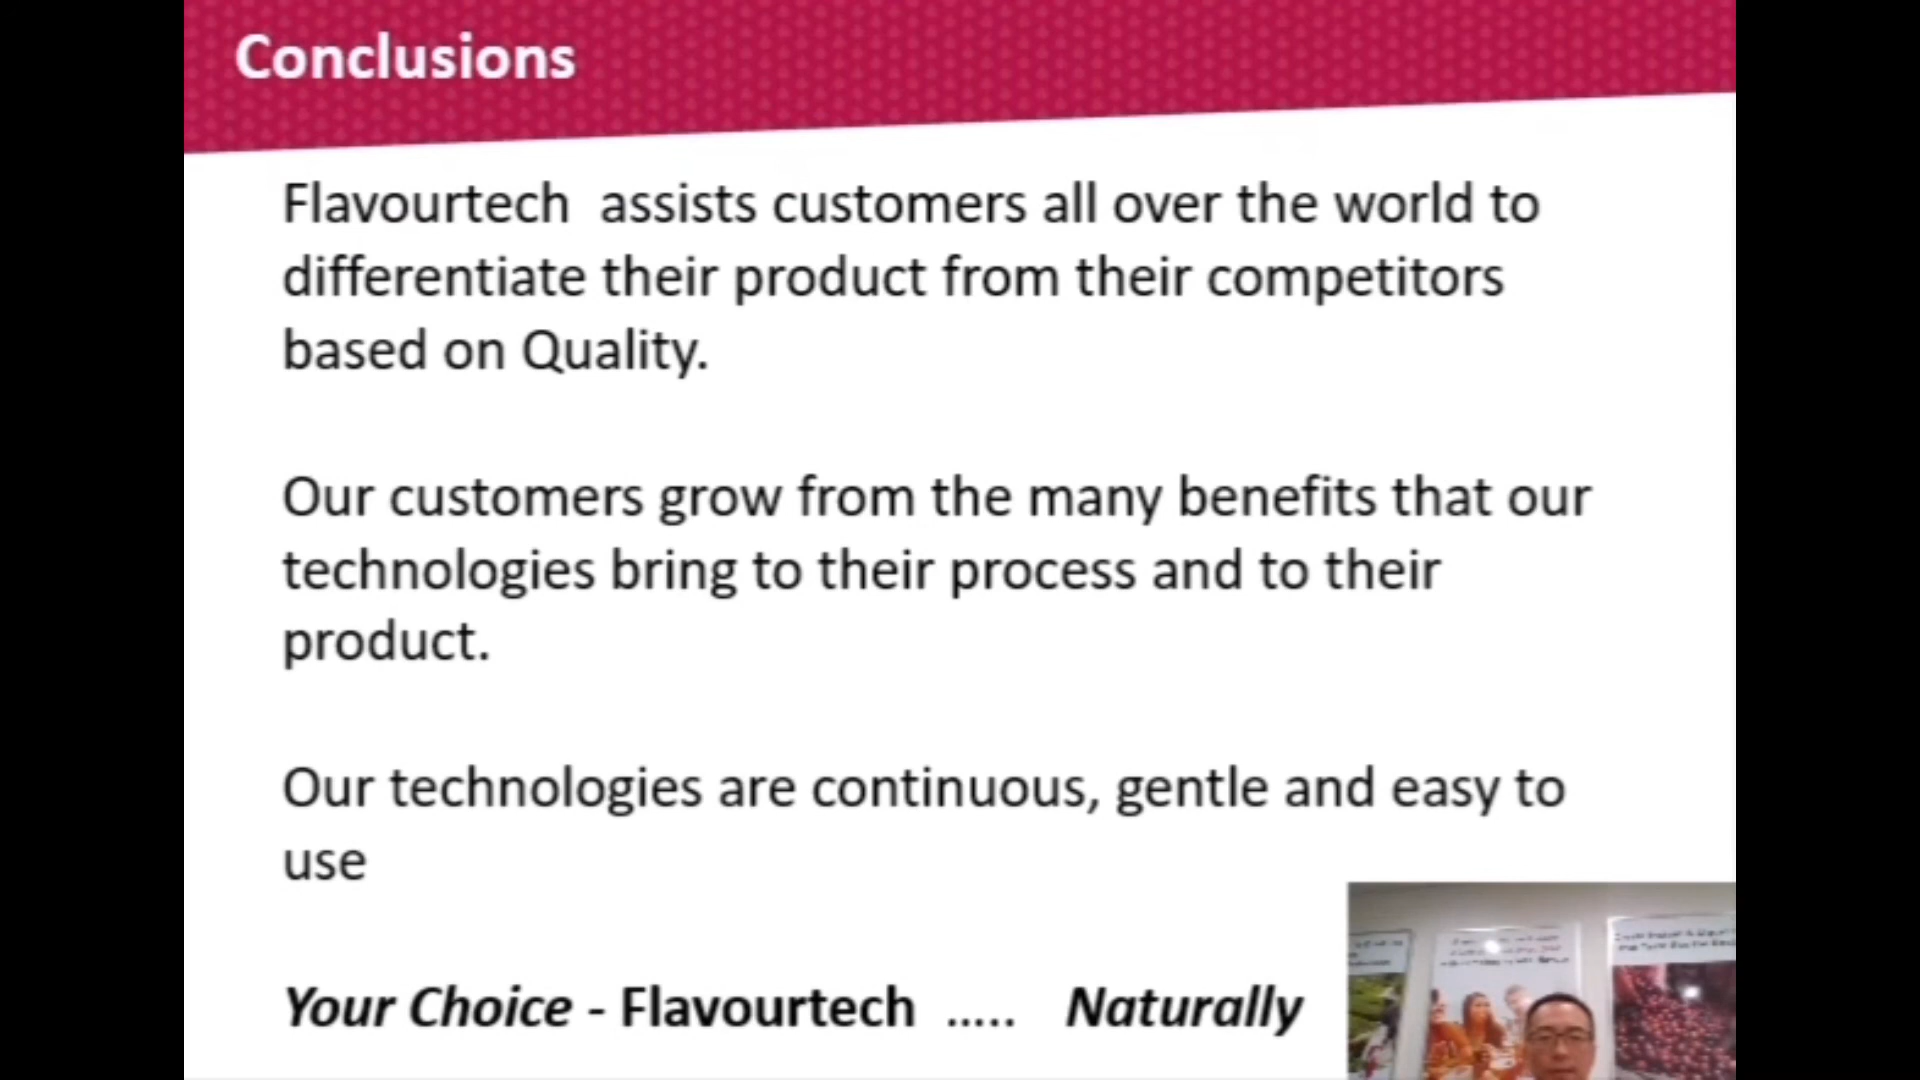 Conclusions
Flavourtech assists customers all over the world to
differentiate their product from their competitors
based on Quality.
Our customers grow from the many benefits that our
technologies bring to their process and to their
product.
Our technologies are continuous, gentle and easy to
use
Your Choice - Flavourtech ..... Naturally